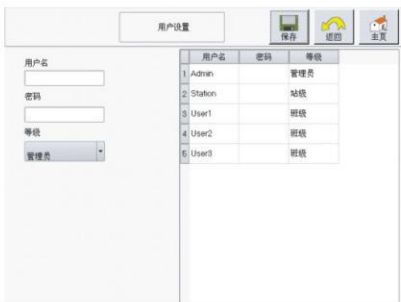 用户设置
保存
返回
主页
用户名
密码
等级
管理员
用户名 密码 等级
1 Admin 管理员
2 Station 站级
3 User1 班级
4 User2 班级
5 User3 班级